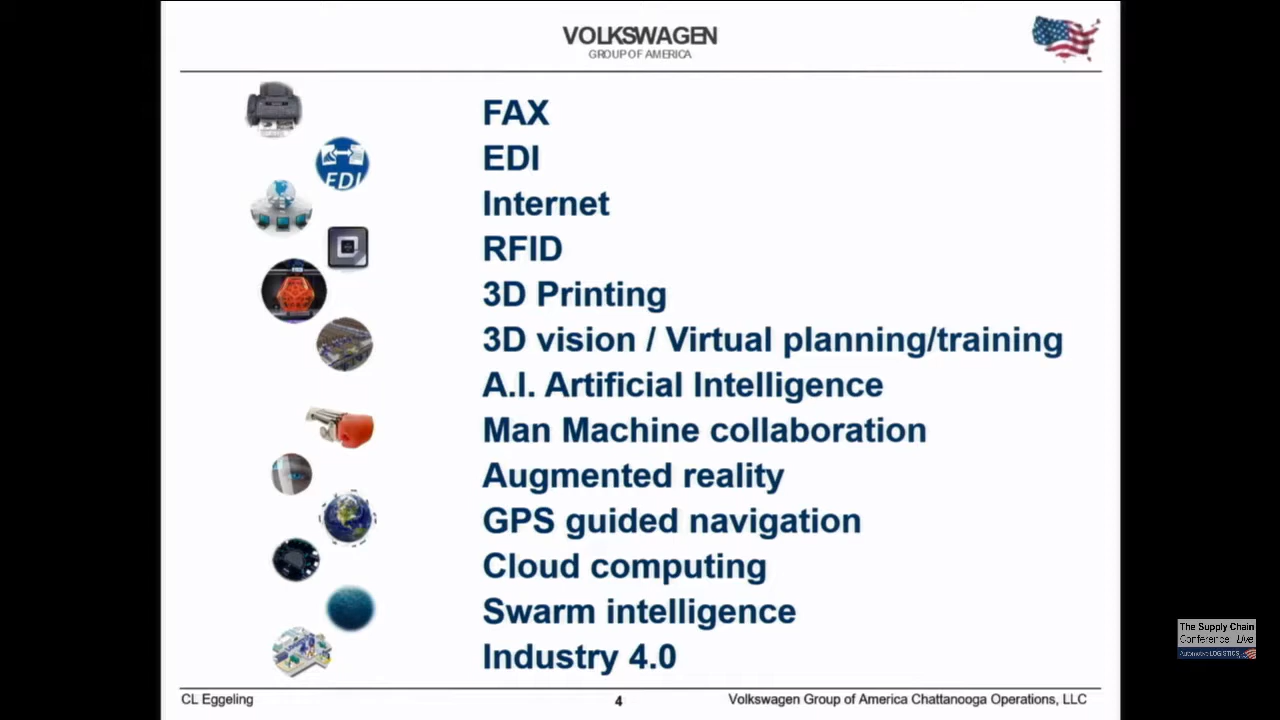 VOLKSWAGEN
GROUP OF AMERICA
FAX
EDI
EDI
Internet
RFID
3D Printing
3D vision / Virtual planning/training
A.I. Artificial Intelligence
Man Machine collaboration
Augmented reality
GPS guided navigation
Cloud computing
Swarm intelligence
Industry 4.0
The Supply Chain
Conference Live
Automotive LOGISTICS
CL Eggeling
4
Volkswagen Group of America Chattanooga Operations, LLC